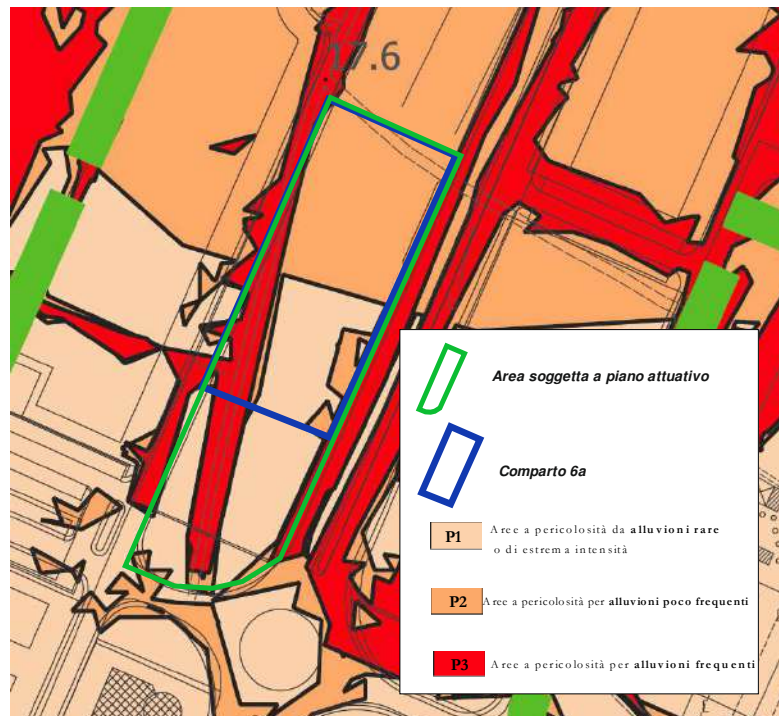 17.6
Area soggetta a piano attuativo
Comparto 6a
P1 Aree a pericolosità da alluvioni rare
o di estrema intensità
P2 Aree a pericolosità per alluvioni poco frequenti
P3 Aree a pericolosità per alluvioni frequenti